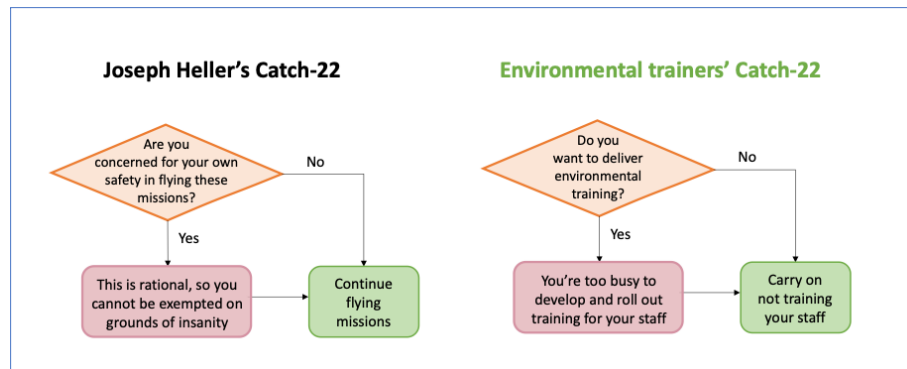 Joseph Heller's Catch-22
Are you
concerned for your own
safety in flying these
missions?
No
Yes
This is rational, so you
cannot be exempted on
grounds of insanity
Continue
flying
missions
Environmental trainers' Catch-22
Do you
want to deliver
environmental
training?
No
Yes
You're too busy to
develop and roll out
training for your staff
Carry on
not training
your staff